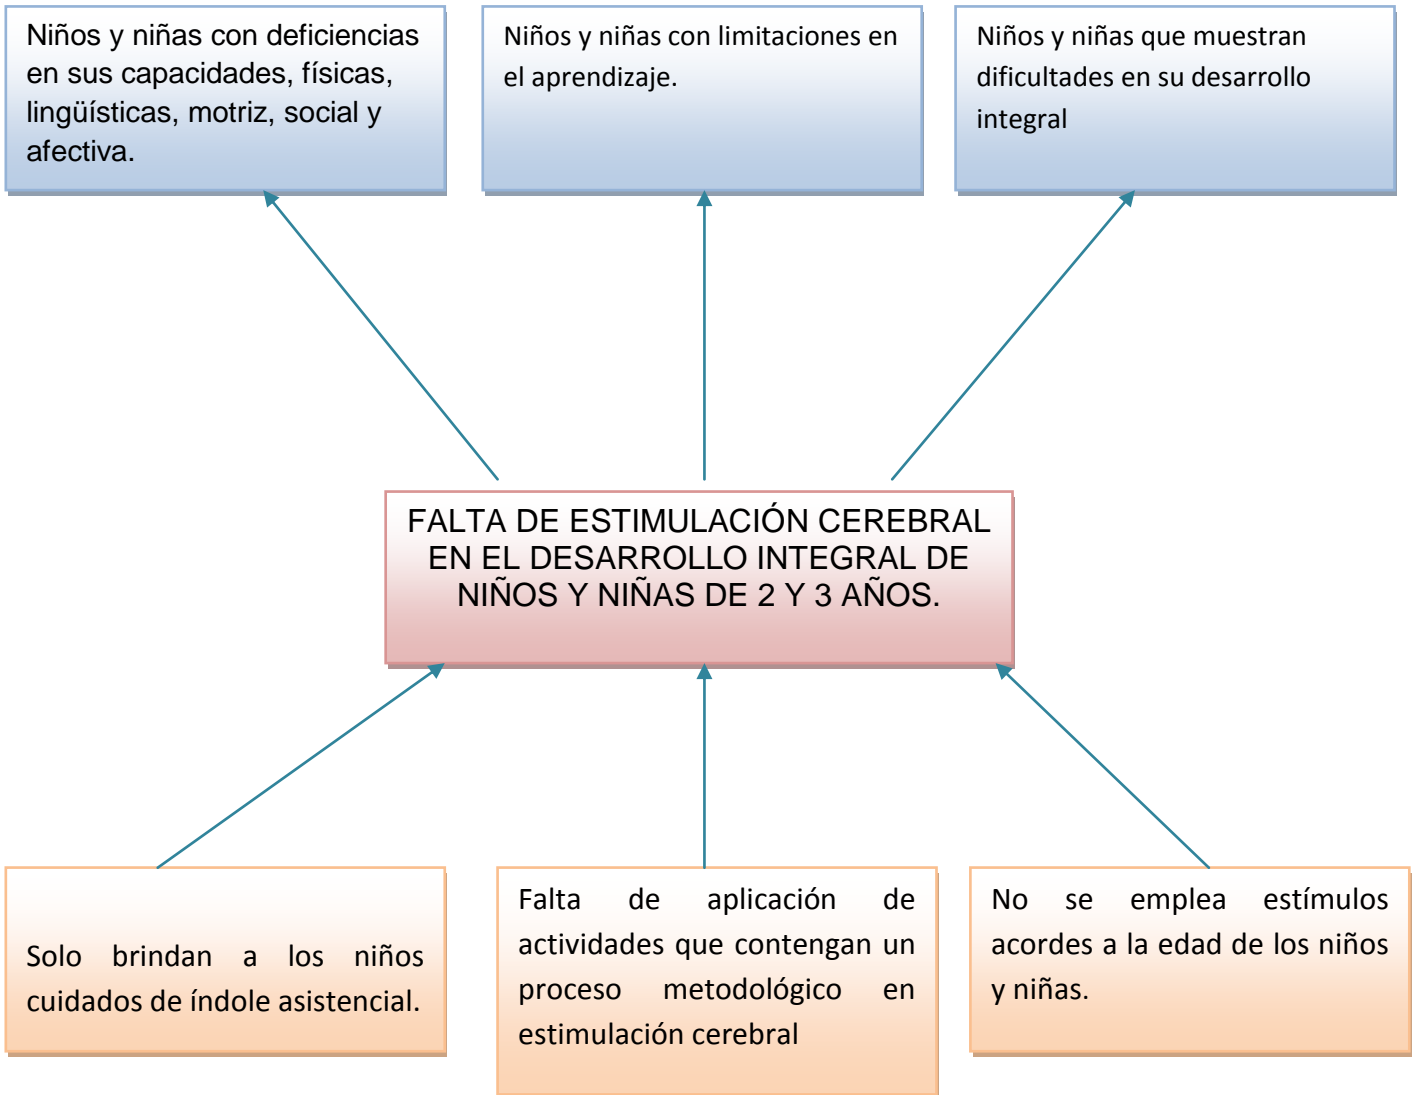 Niños y niñas con deficiencias
en sus capacidades, físicas,
lingüísticas, motriz, social y
afectiva.
Niños y niñas con limitaciones en
el aprendizaje.
Niños y niñas que muestran
dificultades en su desarrollo
integral
FALTA DE ESTIMULACIÓN CEREBRAL
EN EL DESARROLLO INTEGRAL DE
NIÑOS Y NIÑAS DE 2 Y 3 AÑOS.
Solo brindan a los niños
cuidados de índole asistencial.
Falta de aplicación de
actividades que contengan un
proceso metodológico en
estimulación cerebral
No se emplea estímulos
acordes a la edad de los niños
y niñas.